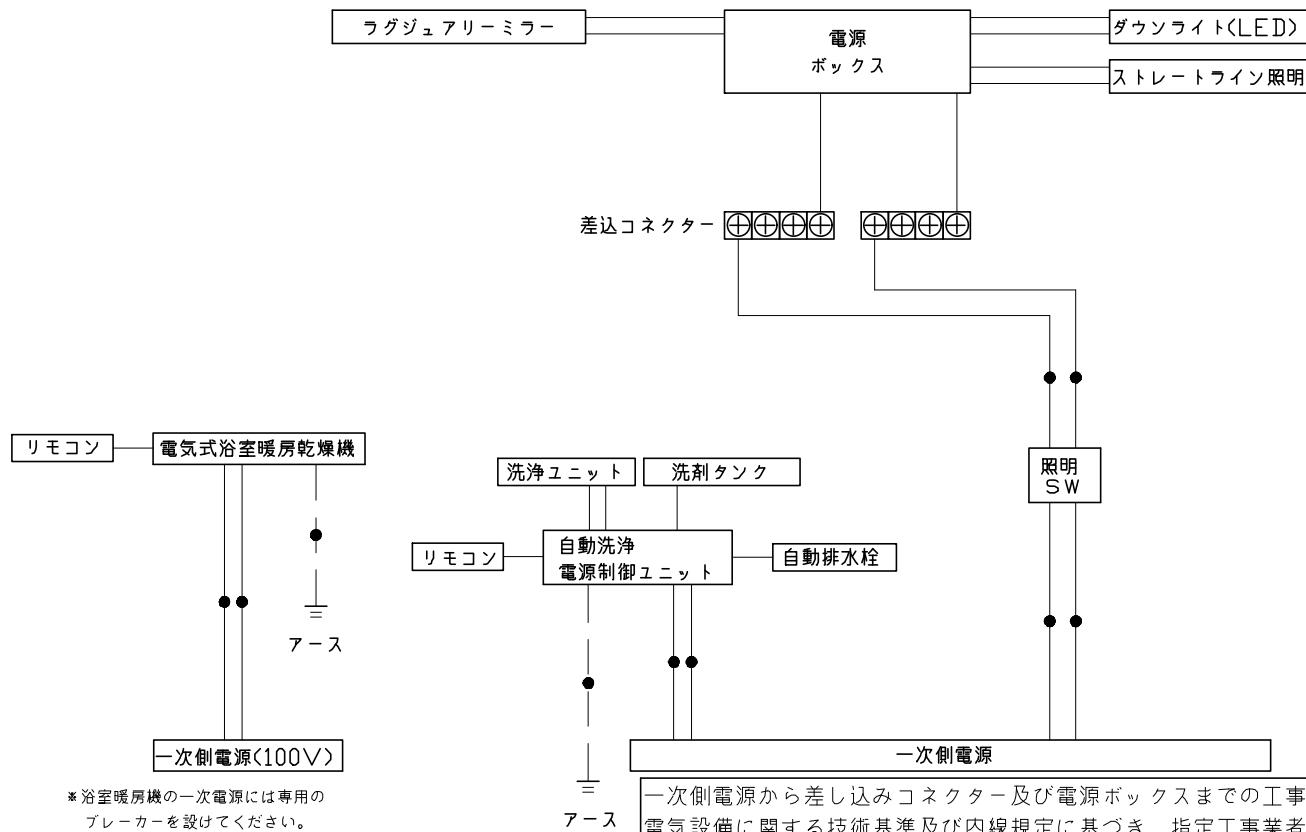 ラグジュアリーミラー
電源
ボックス
ダウンライト(LED)
ストレートライン照明
差込コネクター
リモコン
電気式浴室暖房乾燥機
洗浄ユニット
洗剤タンク
照明
SW
リモコン
自動洗浄
電源制御ユニット
自動排水栓
アース
一次側電源(100V)
一次側電源
※浴室暖房機の一次電源には専用の
ブレーカーを設けてください。
アース
一次側電源から差し込みコネクター及び電源ボックスまでの工事
電気設備に関する技術基準及び内線規定に基づき、指定工事業者